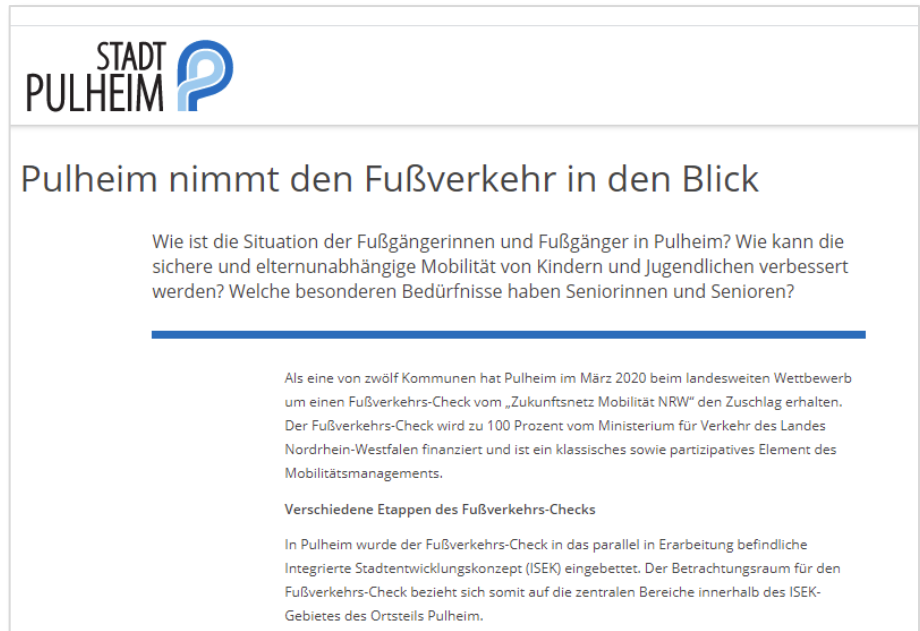 STADT
PULHEIM
Pulheim nimmt den Fußverkehr in den Blick
Wie ist die Situation der Fußgängerinnen und Fußgänger in Pulheim? Wie kann die
sichere und elternunabhängige Mobilität von Kindern und Jugendlichen verbessert
werden? Welche besonderen Bedürfnisse haben Seniorinnen und Senioren?
Als eine von zwölf Kommunen hat Pulheim im März 2020 beim landesweiten Wettbewerb
um einen Fußverkehrs-Check vom „Zukunftsnetz Mobilität NRW“ den Zuschlag erhalten.
Der Fußverkehrs-Check wird zu 100 Prozent vom Ministerium für Verkehr des Landes
Nordrhein-Westfalen finanziert und ist ein klassisches sowie partizipatives Element des
Mobilitätsmanagements.
Verschiedene Etappen des Fußverkehrs-Checks
In Pulheim wurde der Fußverkehrs-Check in das parallel in Erarbeitung befindliche
Integrierte Stadtentwicklungskonzept (ISEK) eingebettet. Der Betrachtungsraum für den
Fußverkehrs-Check bezieht sich somit auf die zentralen Bereiche innerhalb des ISEK-
Gebietes des Ortsteils Pulheim.